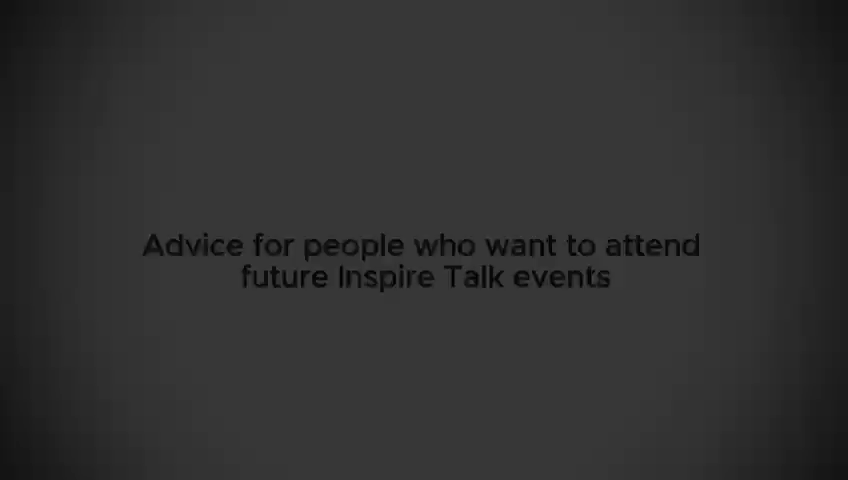 Advice for people who want to attend
future Inspire Talk events